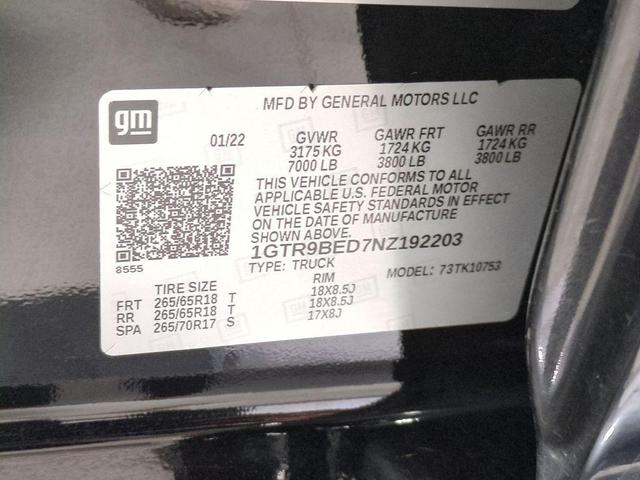 gm
MFD BY GENERAL MOTORS LLC
01/22 GVWR GAWR FRT GAWR RR
3175 KG 1724 KG 1724 KG
7000 LB 3800 LB 3800 LB
THIS VEHICLE CONFORMS TO ALL
APPLICABLE U.S. FEDERAL MOTOR
VEHICLE SAFETY STANDARDS IN EFFECT
ON THE DATE OF MANUFACTURE
SHOWN ABOVE.
8555
1GTR9BED7NZ192203
TYPE: TRUCK MODEL: 73TK10753
TIRE SIZE RIM
FRT 265/65R18 T 18X8.5J
RR 265/65R18 T 18X8.5J
SPA 265/70R17 S 17X8J